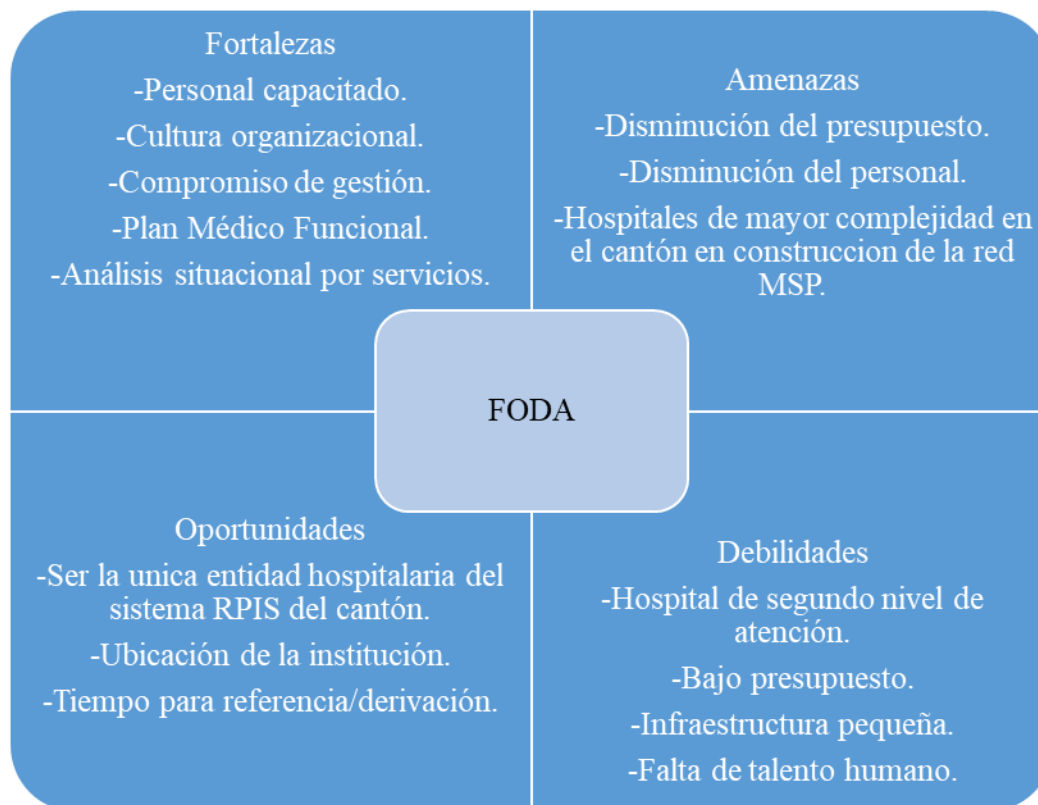 Fortalezas
-Personal capacitado.
-Cultura organizacional.
-Compromiso de gestión.
-Plan Médico Funcional.
-Análisis situacional por servicios.
Amenazas
-Disminución del presupuesto.
-Disminución del personal.
-Hospitales de mayor complejidad en
el cantón en construccion de la red
MSP.
FODA
Oportunidades
-Ser la unica entidad hospitalaria del
sistema RPIS del cantón.
-Ubicación de la institución.
-Tiempo para referencia/derivación.
Debilidades
-Hospital de segundo nivel de
atención.
-Bajo presupuesto.
-Infraestructura pequeña.
-Falta de talento humano.